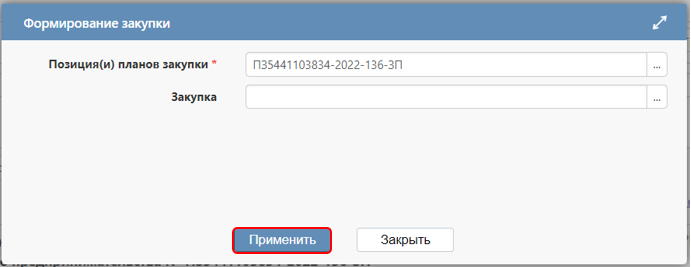 Формирование закупки
Позиция(и) планов закупки * П35441103834-2022-136-ЗП ...
Закупка ...
Применить Закрыть